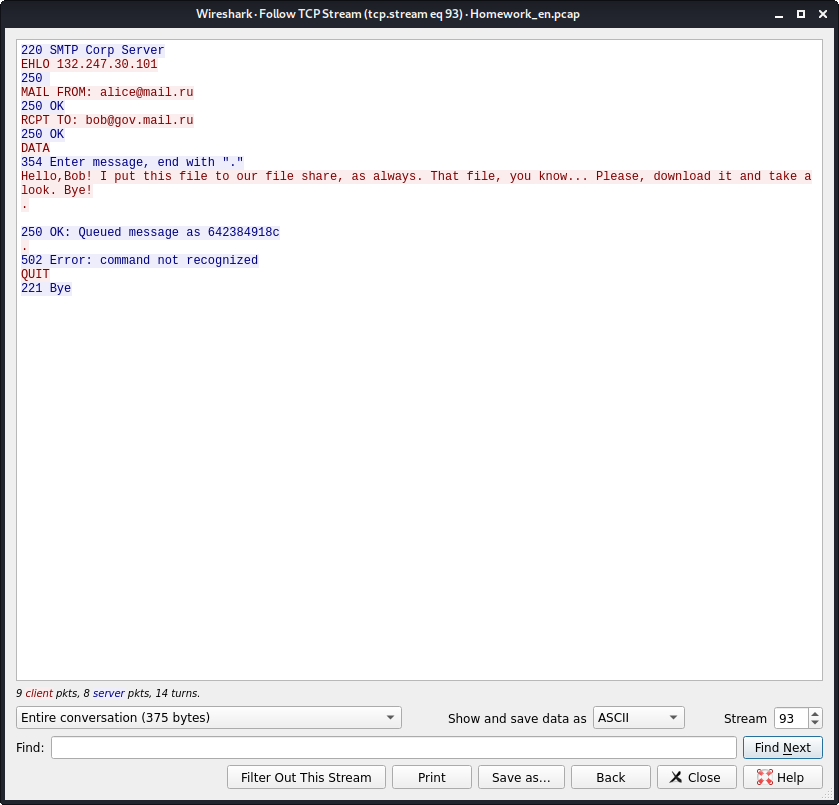 Wireshark · Follow TCP Stream (tcp.stream eq 93) · Homework_en.pcap
220 SMTP Corp Server
EHLO 132.247.30.101
250
MAIL FROM: alice@mail.ru
250 OK
RCPT TO: bob@gov.mail.ru
250 OK
DATA
354 Enter message, end with "."
Hello,Bob! I put this file to our file share, as always. That file, you know... Please, download it and take a
look. Bye!
.
250 OK: Queued message as 642384918c
.
502 Error: command not recognized
QUIT
221 Bye
9 client pkts, 8 server pkts, 14 turns.
Entire conversation (375 bytes) Show and save data as ASCII Stream 93
Find: Find Next
Filter Out This Stream Print Save as... Back Close Help